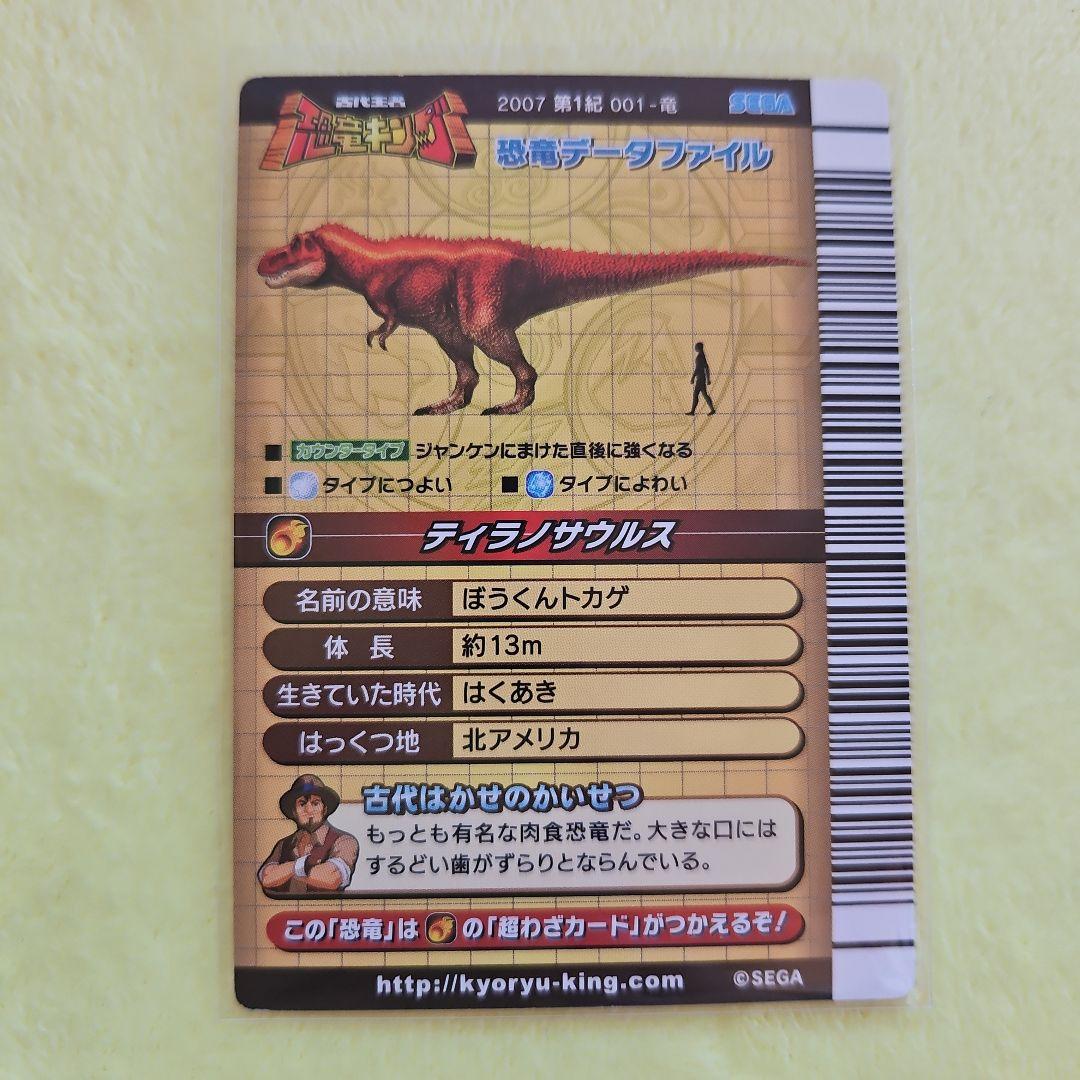 古代王者
恐竜キング
2007 第1紀 001-竜
SEGA
恐竜データファイル
■ カウンタータイプ ジャンケンにまけた直後に強くなる
■ タイプにつよい ■ タイプによわい
ティラノサウルス
名前の意味 ぼうくんトカゲ
体 長 約13m
生きていた時代 はくあき
はっくつ地 北アメリカ
古代はかせのかいせつ
もっとも有名な肉食恐竜だ。大きな口には
するどい歯がずらりとならんでいる。
この「恐竜」は の「超わざカード」がつかえるぞ!
http://kyoryu-king.com
©SEGA